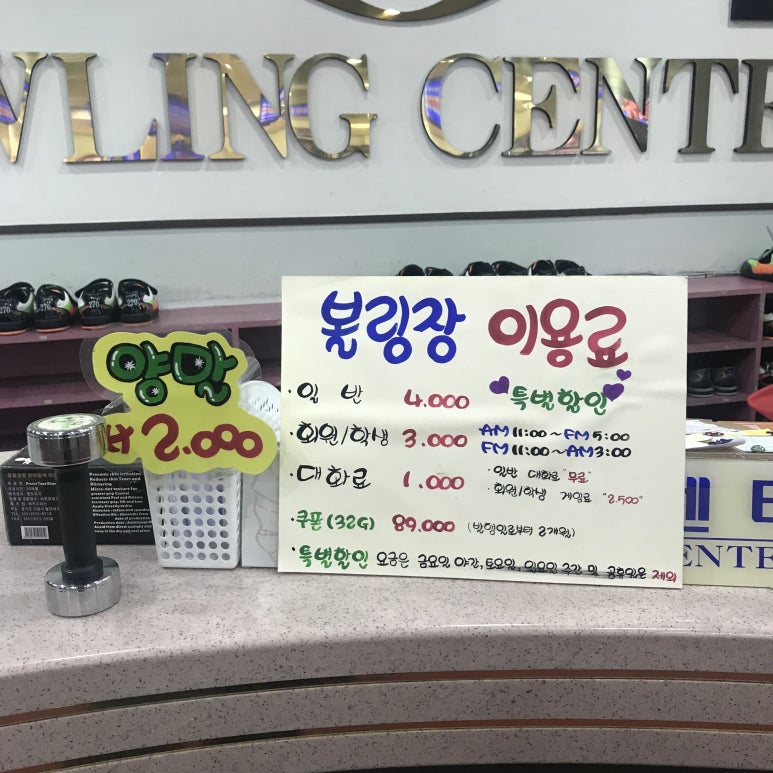 WLING CENTE
270
270
양말
2.000
볼링장 이용료
·일 반 4.000
·회원/학생 3.000
·대화료 1.000
·쿠폰(32G) 89.000 (발행일로부터 2개월)
특별할인
AM 11:00~PM 5:00
PM 11:00~AM 3:00
·일반 대화료 "무료"
·회원/학생 게임료 "2.500"
·특별할인 요금은 금요일 야간, 토요일, 일요일 주간 및 공휴일은 제외
센터
ENTE